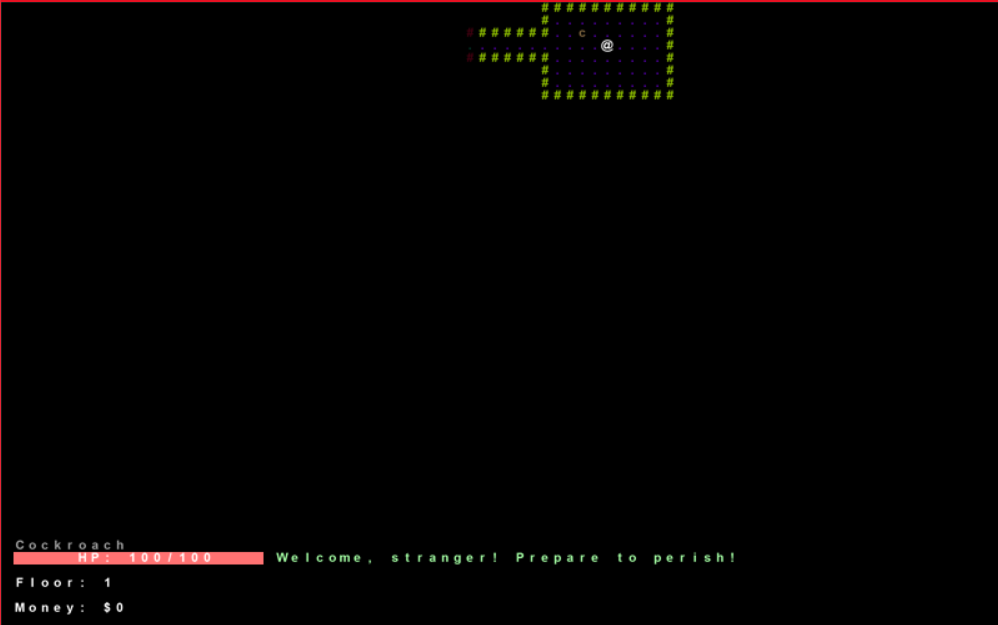 Cockroach
HP: 100/100
Welcome, stranger! Prepare to perish!
Floor: 1
Money: $0